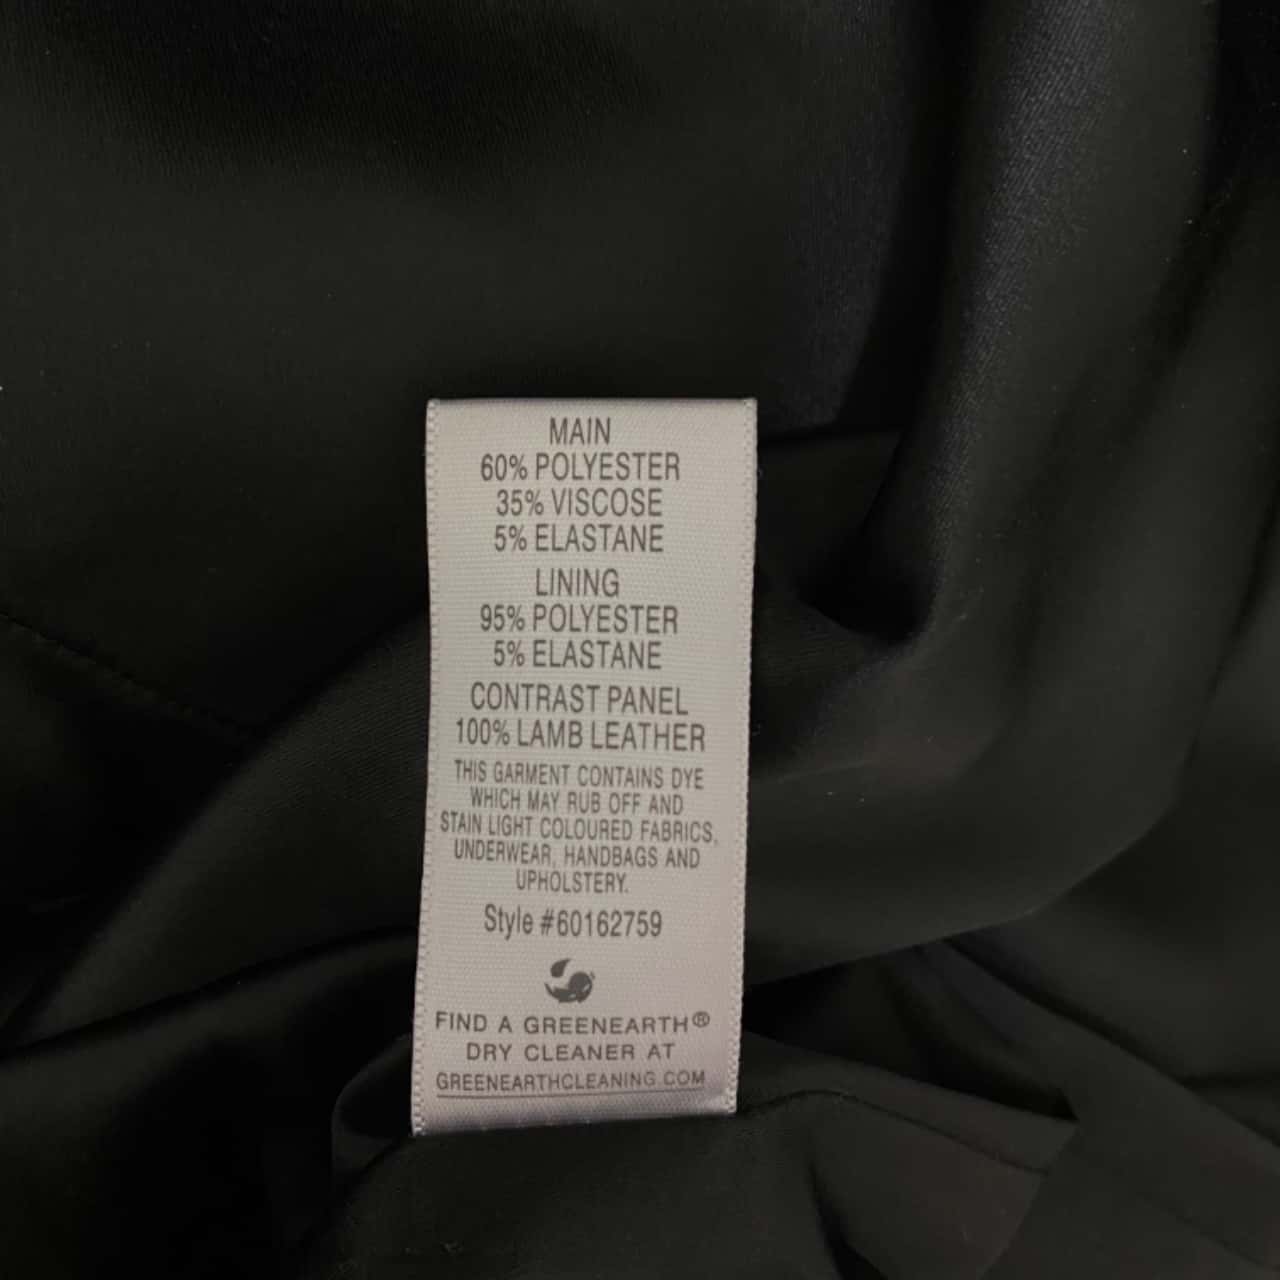 MAIN
60% POLYESTER
35% VISCOSE
5% ELASTANE
LINING
95% POLYESTER
5% ELASTANE
CONTRAST PANEL
100% LAMB LEATHER
THIS GARMENT CONTAINS DYE
WHICH MAY RUB OFF AND
STAIN LIGHT COLOURED FABRICS,
UNDERWEAR, HANDBAGS AND
UPHOLSTERY.
Style #60162759
FIND A GREENEARTH®
DRY CLEANER AT
GREENEARTHCLEANING.COM